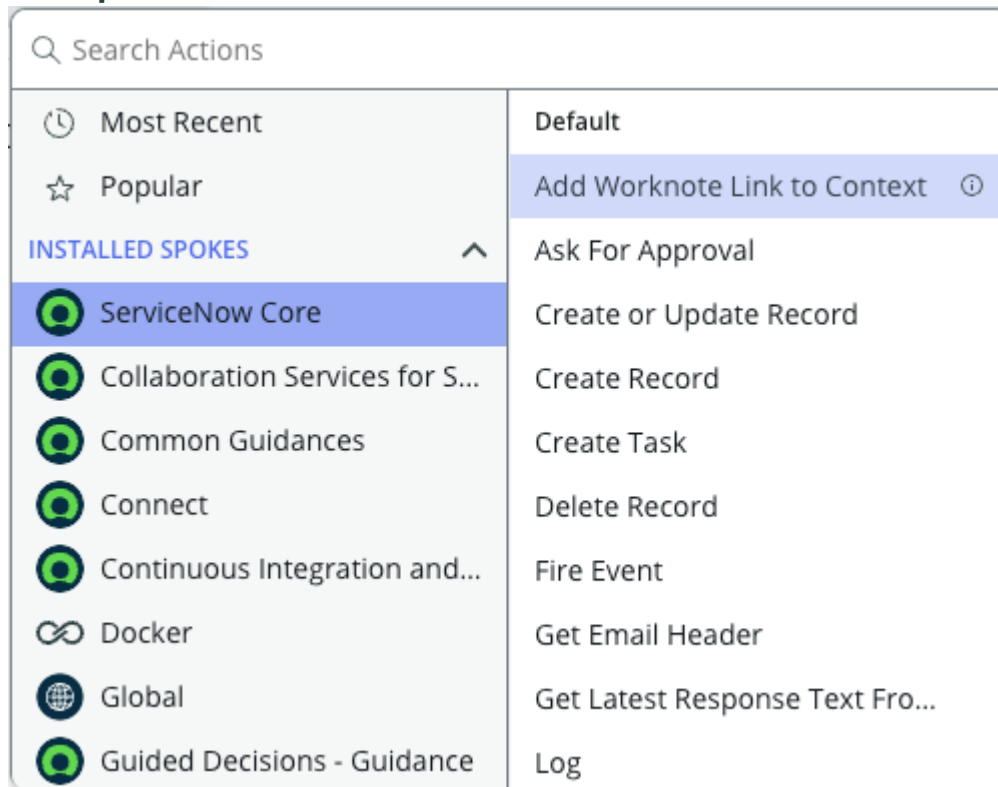 Search Actions
Most Recent
Popular
INSTALLED SPOKES
ServiceNow Core
Collaboration Services for S...
Common Guidances
Connect
Continuous Integration and...
Docker
Global
Guided Decisions - Guidance
Default
Add Worknote Link to Context
Ask For Approval
Create or Update Record
Create Record
Create Task
Delete Record
Fire Event
Get Email Header
Get Latest Response Text Fro...
Log